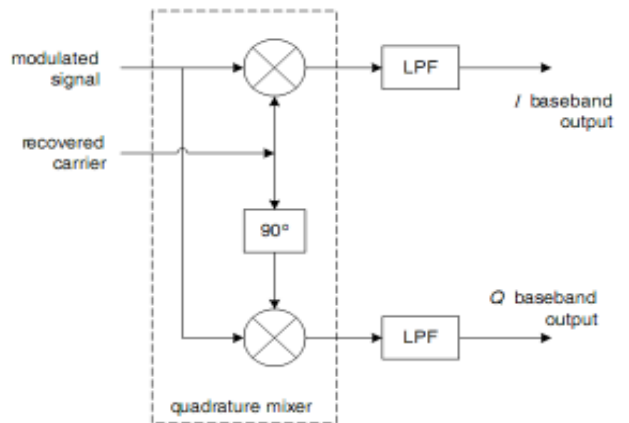 modulated
signal
LPF
I baseband
output
recovered
carrier
90°
Q baseband
output
LPF
quadrature mixer